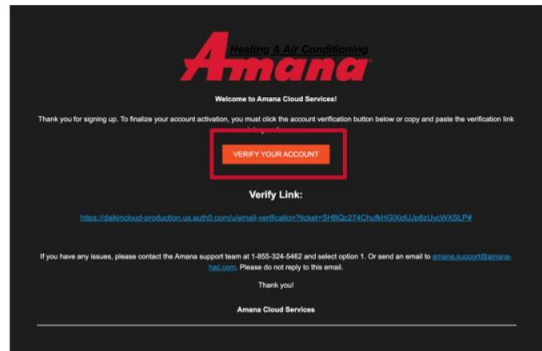 Heating & Air Conditioning
Amana
Welcome to Amana Cloud Services!
Thank you for signing up. To finalize your account activation, you must click the account verification button below or copy and paste the verification link
VERIFY YOUR ACCOUNT
Verify Link:
If you have any issues, please contact the Amana support team at 1-855-324-5462 and select option 1. Or send an email to amana.support@amana-
hac.com. Please do not reply to this email.
Thank you!
Amana Cloud Services